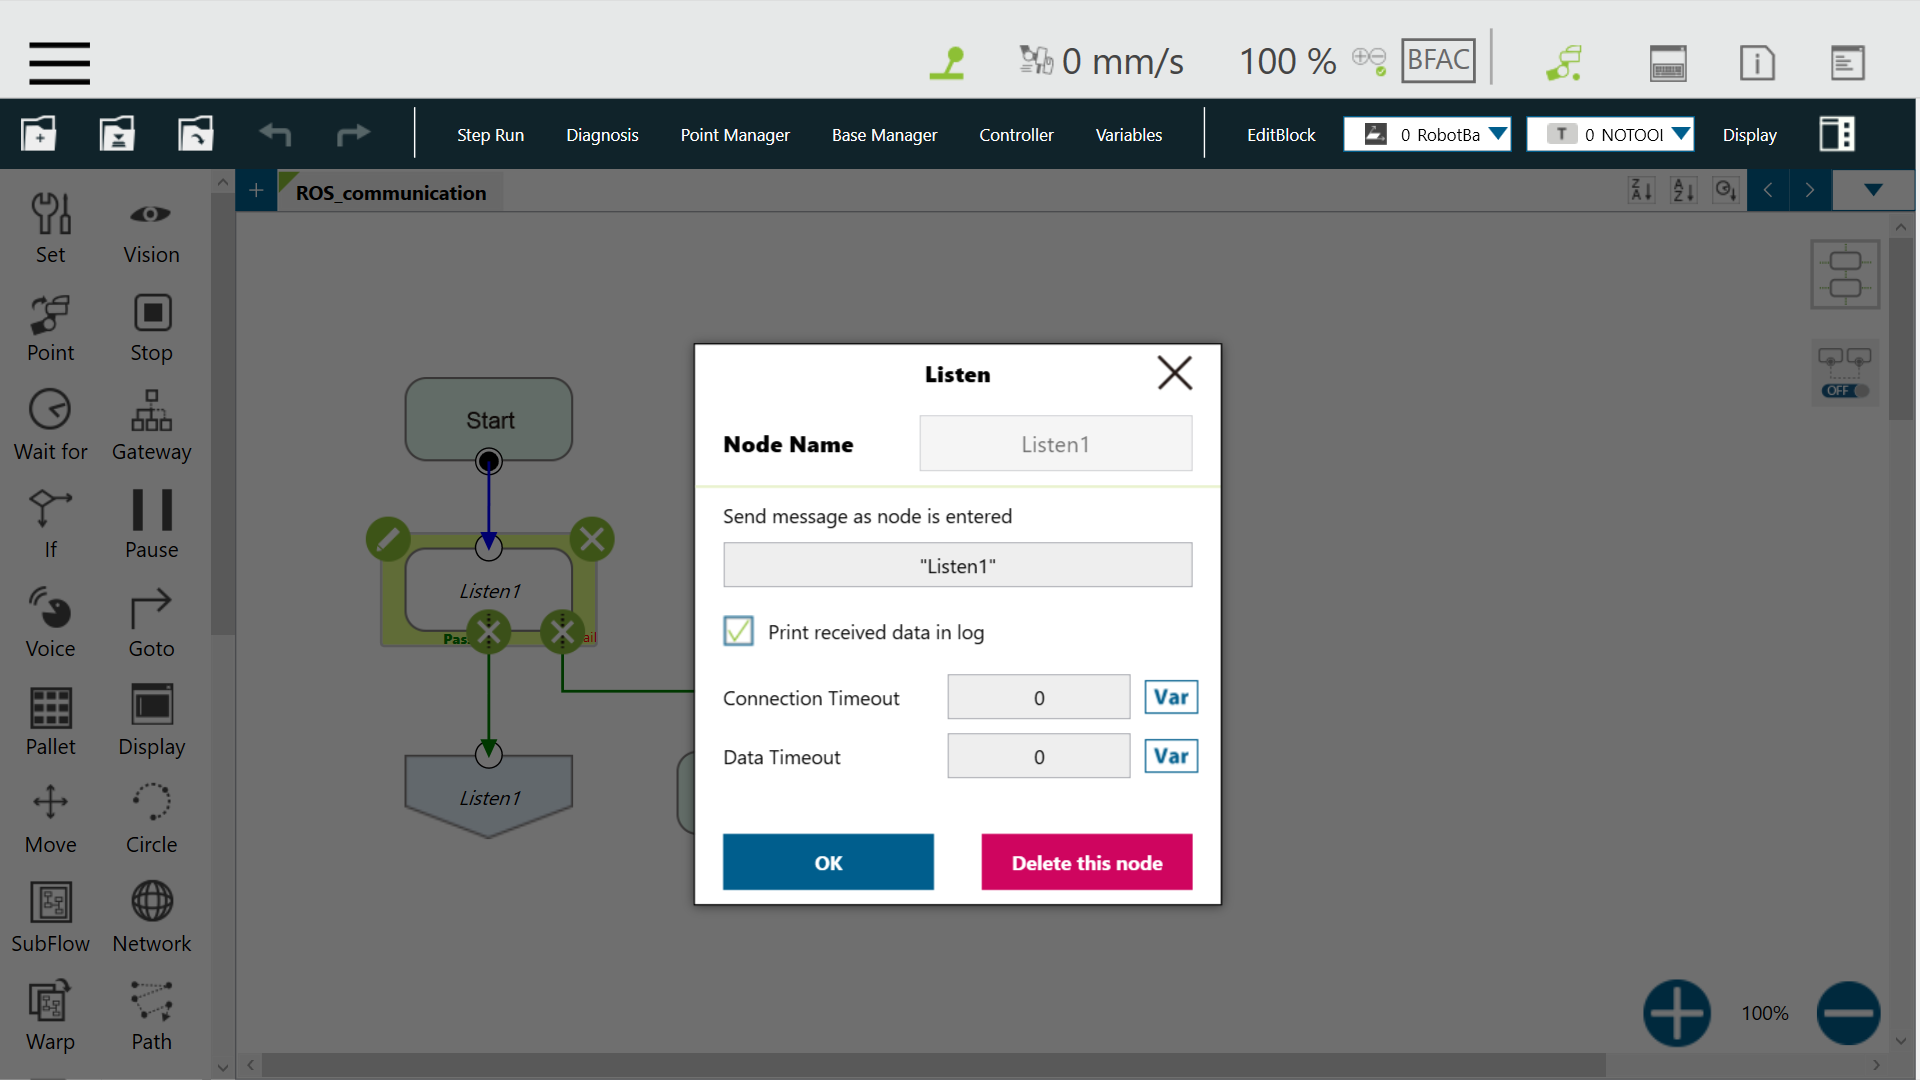 0 mm/s
100 %
BFAC
Step Run
Diagnosis
Point Manager
Base Manager
Controller
Variables
EditBlock
0 RobotBa
T 0 NOTOOl
Display
ROS_communication
Set
Vision
Point
Stop
Wait for
Gateway
If
Pause
Voice
Goto
Pallet
Display
Move
Circle
SubFlow
Network
Warp
Path
Start
Listen1
Pas
ail
Listen1
Listen
Node Name
Listen1
Send message as node is entered
"Listen1"
Print received data in log
Connection Timeout
0
Var
Data Timeout
0
Var
OK
Delete this node
Z
A
A
Z
OFF
100%